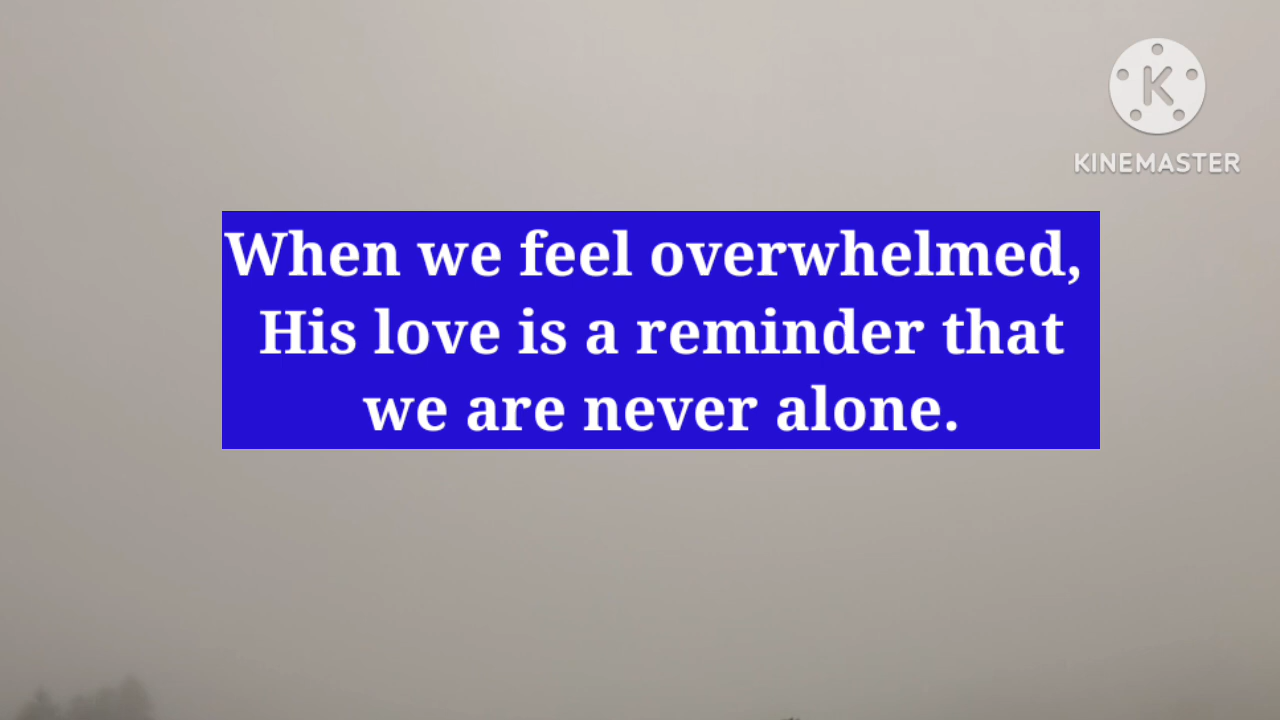 KINEMASTER
When we feel overwhelmed,
His love is a reminder that
we are never alone.